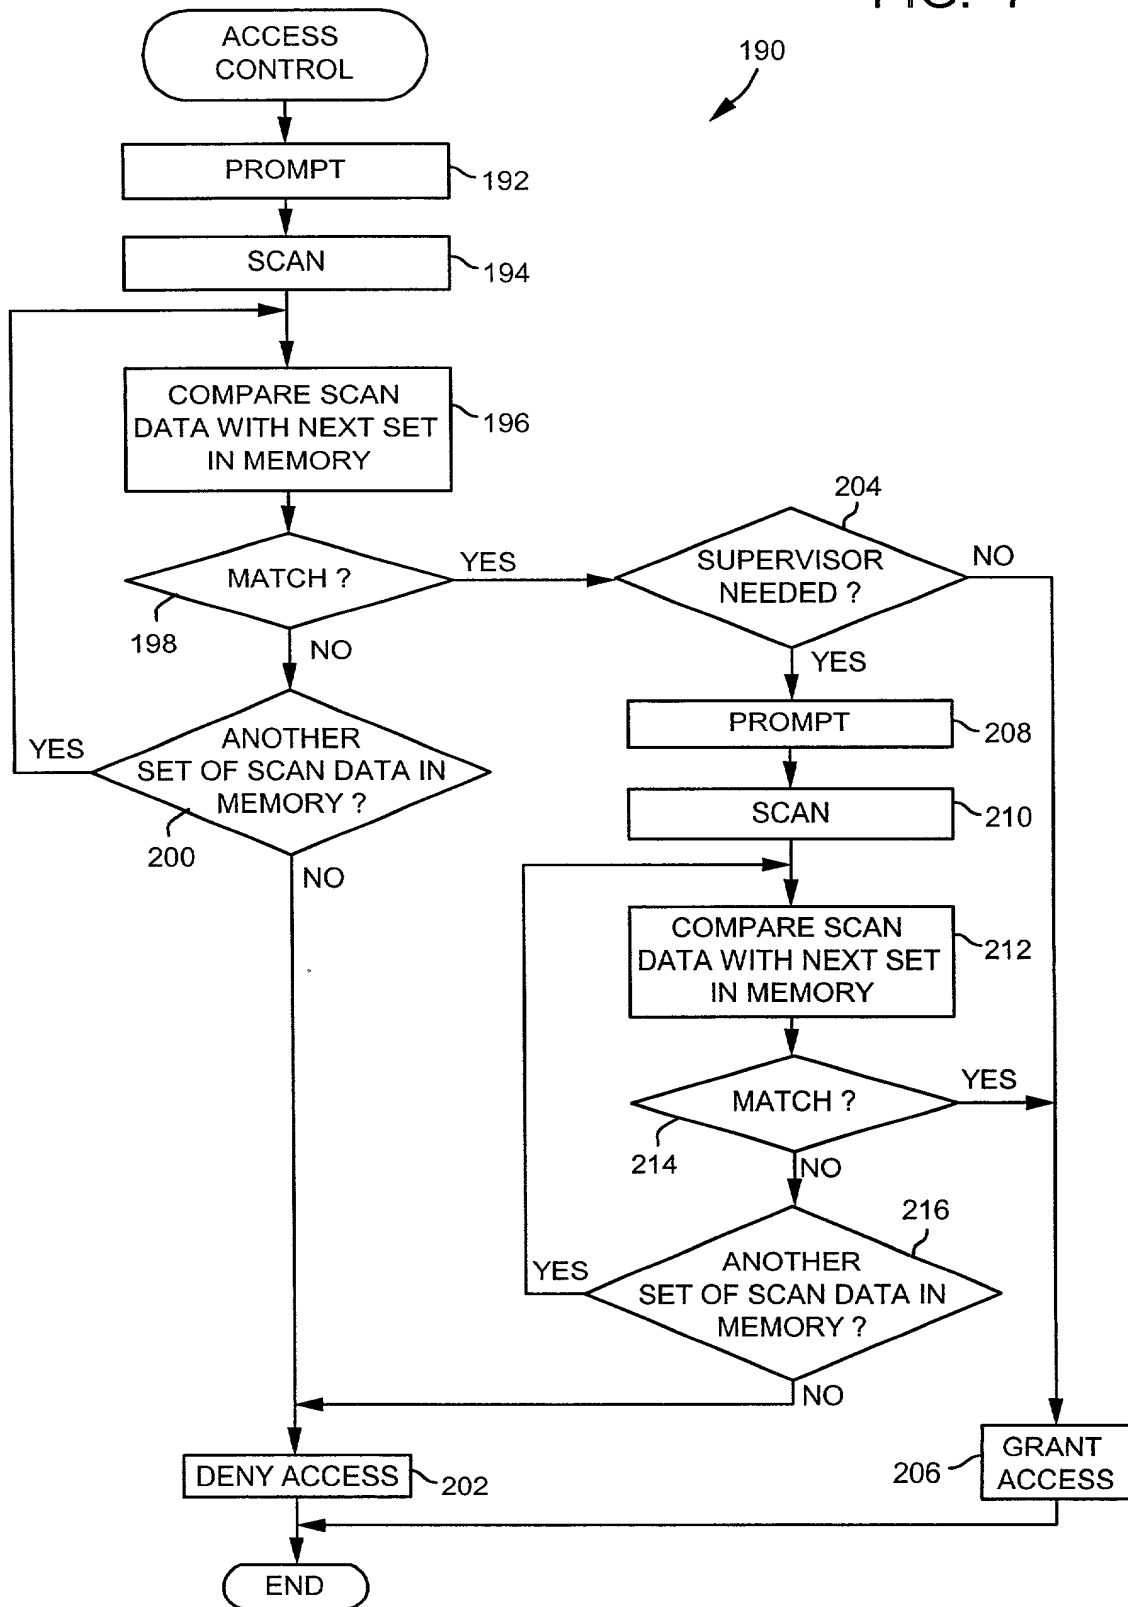 ACCESS
CONTROL
190
PROMPT
192
SCAN
194
COMPARE SCAN
DATA WITH NEXT SET
IN MEMORY
196
MATCH ?
198
YES
NO
204
SUPERVISOR
NEEDED ?
NO
YES
ANOTHER
SET OF SCAN DATA IN
MEMORY ?
200
YES
NO
PROMPT
208
SCAN
210
COMPARE SCAN
DATA WITH NEXT SET
IN MEMORY
212
MATCH ?
214
YES
NO
216
ANOTHER
SET OF SCAN DATA IN
MEMORY ?
YES
NO
DENY ACCESS
202
206
GRANT
ACCESS
END